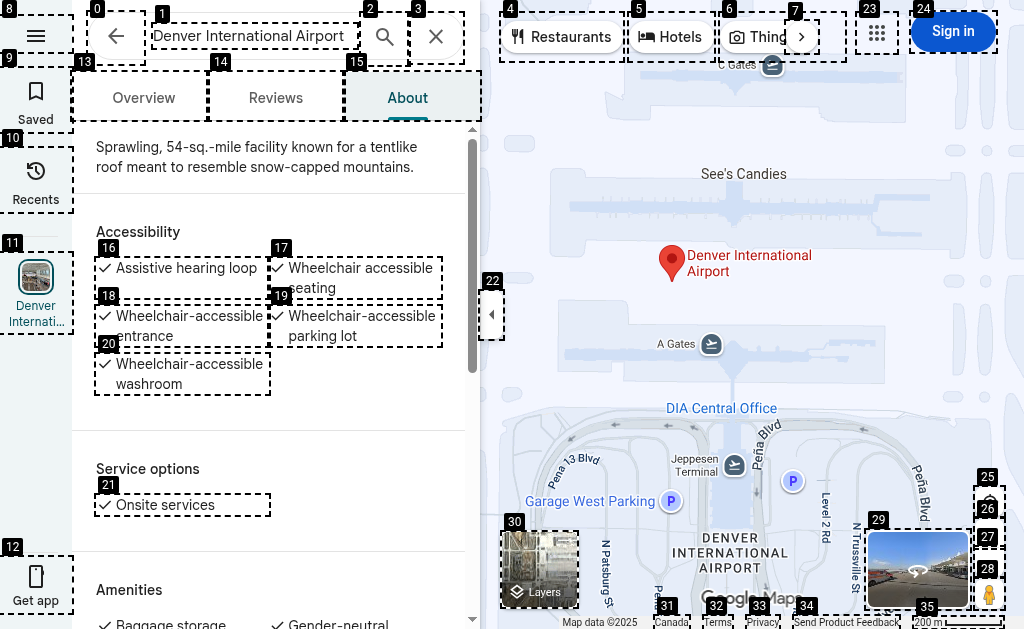 Denver International Airport
Restaurants
Hotels
Thing
Sign in
Saved
Recents
Denver
Internati...
Get app
Overview
Reviews
About
Sprawling, 54-sq.-mile facility known for a tentlike
roof meant to resemble snow-capped mountains.
Accessibility
Assistive hearing loop
Wheelchair accessible
seating
Wheelchair-accessible
entrance
Wheelchair-accessible
parking lot
Wheelchair-accessible
washroom
Service options
Onsite services
Amenities
Baggage storage
Gender-neutral
C Gates
See's Candies
Denver International
Airport
A Gates
DIA Central Office
Peña Blvd
Jeppesen
Terminal
Pena 13 Blvd
P
Garage West Parking
P
Peña Blvd
Level 2 Rd
N Trussville St
N Patsburg St
DENVER
INTERNATIONAL
AIRPORT
Layers
Google Maps
Map data ©2025
Canada
Terms
Privacy
Send Product Feedback
200 m
0
1
2
3
4
5
6
7
8
9
10
11
12
13
14
15
16
17
18
19
20
21
22
23
24
25
26
27
28
29
30
31
32
33
34
35